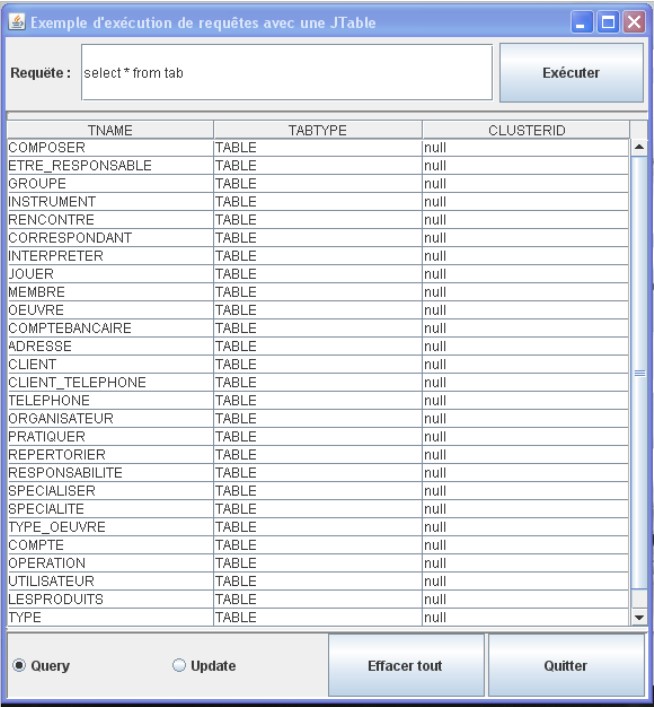 Exemple d'exécution de requêtes avec une JTable
Requête : select * from tab Exécuter
TNAME TABTYPE CLUSTERID
COMPOSER TABLE null
ETRE_RESPONSABLE TABLE null
GROUPE TABLE null
INSTRUMENT TABLE null
RENCONTRE TABLE null
CORRESPONDANT TABLE null
INTERPRETER TABLE null
JOUER TABLE null
MEMBRE TABLE null
OEUVRE TABLE null
COMPTEBANCAIRE TABLE null
ADRESSE TABLE null
CLIENT TABLE null
CLIENT_TELEPHONE TABLE null
TELEPHONE TABLE null
ORGANISATEUR TABLE null
PRATIQUER TABLE null
REPERTORIER TABLE null
RESPONSABILITE TABLE null
SPECIALISER TABLE null
SPECIALITE TABLE null
TYPE_OEUVRE TABLE null
COMPTE TABLE null
OPERATION TABLE null
UTILISATEUR TABLE null
LESPRODUITS TABLE null
TYPE TABLE null
Query Update Effacer tout Quitter